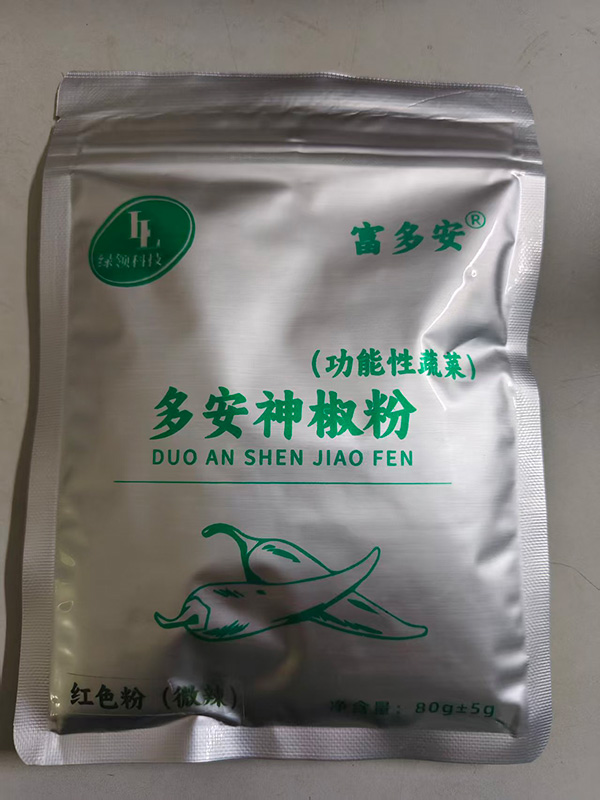 LL
绿领科技
富多安®
(功能性蔬菜)
多安神椒粉
DUO AN SHEN JIAO FEN
红色粉（微辣）
净含量：80g±5g